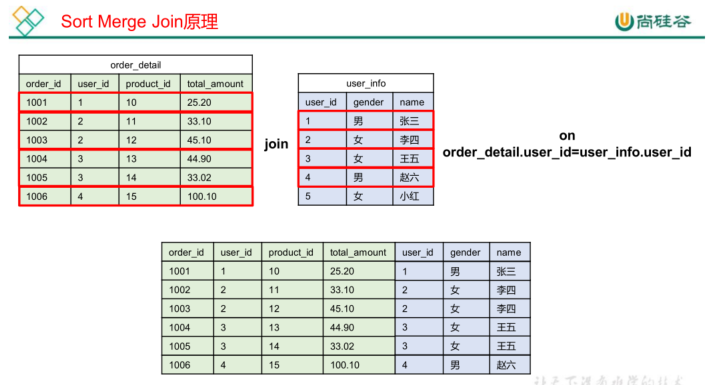 Sort Merge Join原理
尚硅谷
order_detail
order_id user_id product_id total_amount
1001 1 10 25.20
1002 2 11 33.10
1003 2 12 45.10
1004 3 13 44.90
1005 3 14 33.02
1006 4 15 100.10
join
user_info
user_id gender name
1 男 张三
2 女 李四
3 女 王五
4 男 赵六
5 女 小红
on
order_detail.user_id=user_info.user_id
order_id user_id product_id total_amount user_id gender name
1001 1 10 25.20 1 男 张三
1002 2 11 33.10 2 女 李四
1003 2 12 45.10 2 女 李四
1004 3 13 44.90 3 女 王五
1005 3 14 33.02 3 女 王五
1006 4 15 100.10 4 男 赵六